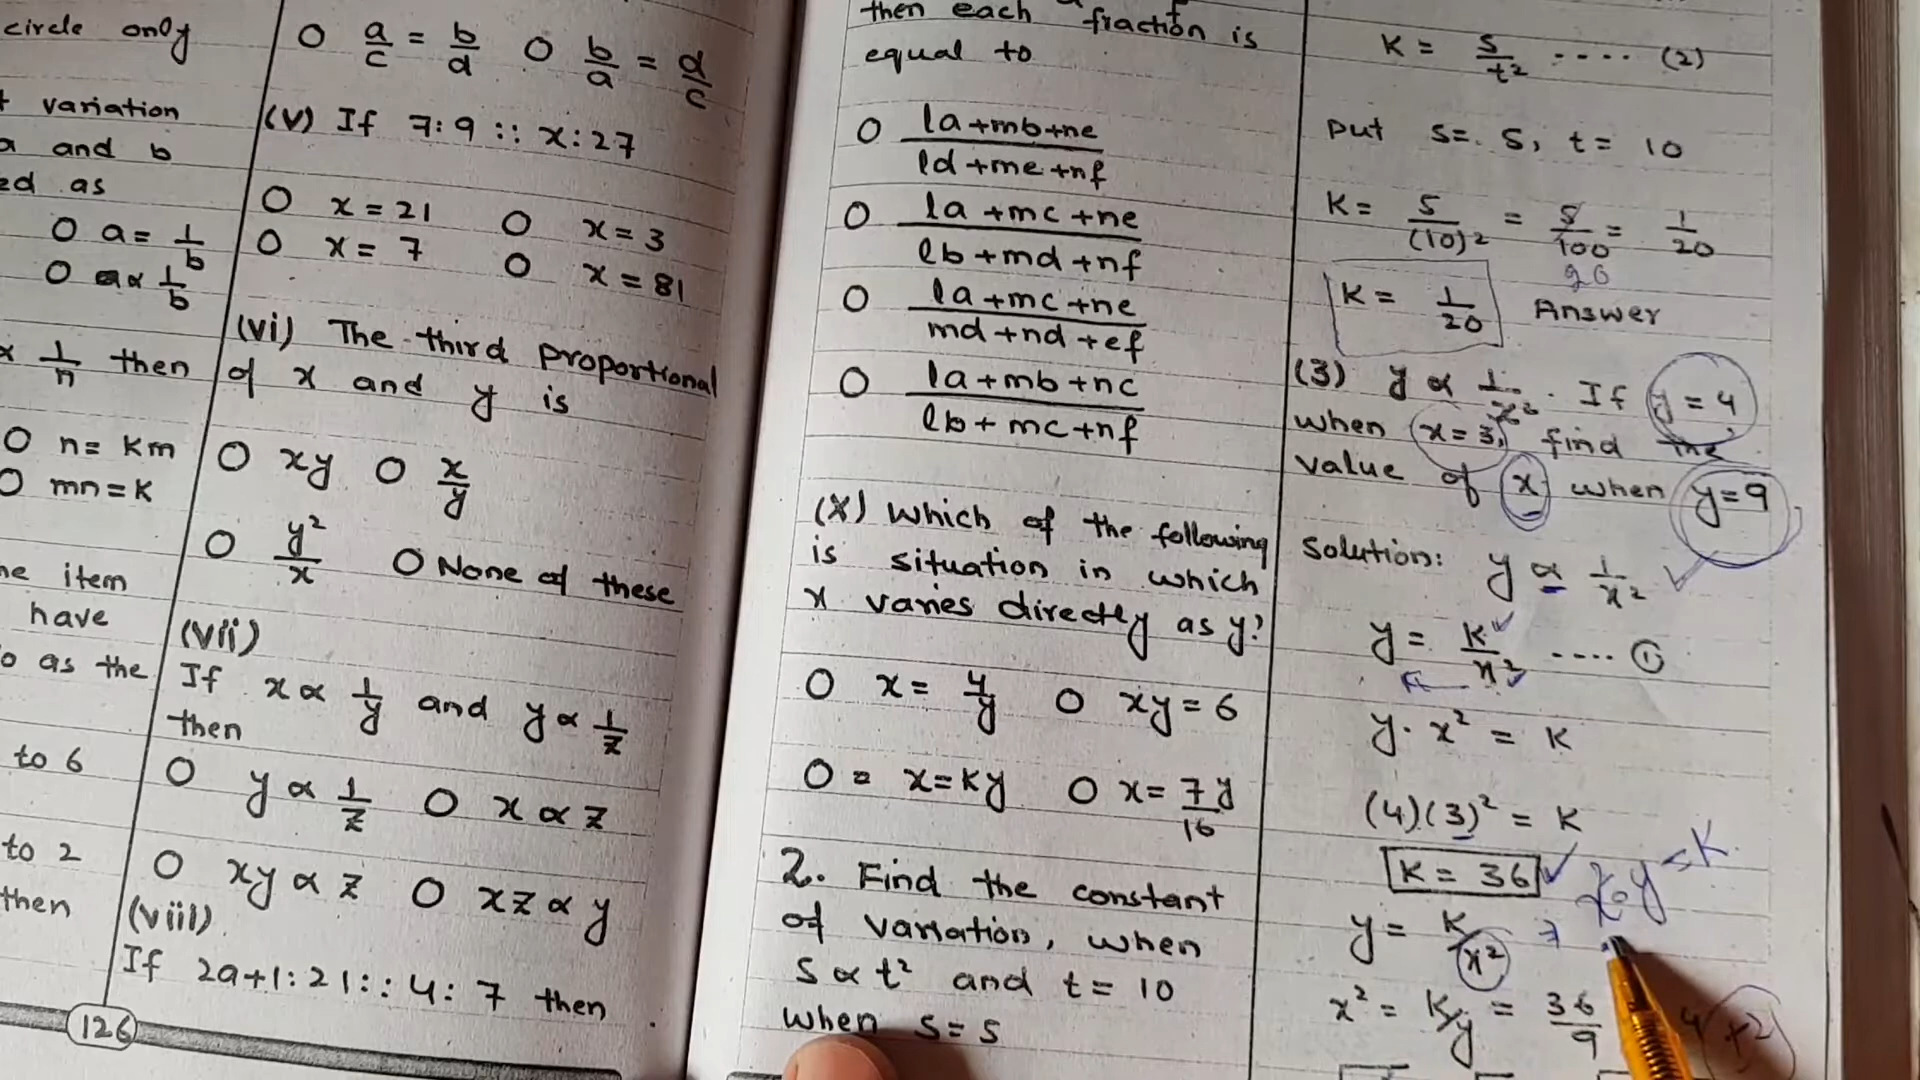 circle only
t variation
a and b
ed as
O a = 1/b
O a ∝ 1/b
∝ 1/n then
O n = Km
O mn = K
ne item
have
o as the
to 6
to 2
then
126
O a/c = b/d O b/a = d/c
(V) If 7:9 :: x:27
O x = 21 O x = 3
O x = 7 O x = 81
(vi) The third proportional
of x and y is
O xy O x/y
O y²/x O None of these
(vii)
If x ∝ 1/y and y ∝ 1/z
then
O y ∝ 1/z O x ∝ z
O xy ∝ z O xz ∝ y
(viii)
If 2a+1:21 :: 4:7 then
then each fraction is
equal to
O la+mb+ne / ld+me+nf
O la+mc+ne / lb+md+nf
O la+mc+ne / md+nd+ef
O la+mb+nc / lb+mc+nf
(X) Which of the following
is situation in which
x varies directly as y?
O x = 4/y O xy = 6
O = x=Ky O x = 7y/16
2. Find the constant
of variation, when
S ∝ t² and t = 10
when s = 5
K = s/t² .... (2)
put s = 5, t = 10
K = 5/(10)² = 5/100 = 1/20
20
K = 1/20 Answer
(3) y ∝ 1/x². If y = 4
when x = 3, find the
value of x when y = 9
Solution: y ∝ 1/x²
y = K/x² .... ①
y · x² = K
(4)(3)² = K
K = 36
x·y = K
y = K/x²
x² = K/y = 36/9